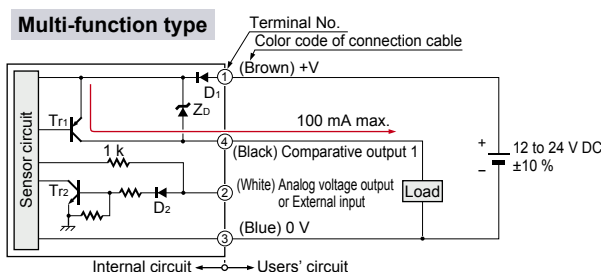 Multi-function type
Terminal No.
Color code of connection cable
(Brown) +V
1
D1
ZD
Tr1
100 mA max.
4
(Black) Comparative output 1
1 k
Sensor circuit
Tr2
D2
2
(White) Analog voltage output
or External input
Load
+
−
12 to 24 V DC
±10 %
3
(Blue) 0 V
Internal circuit
Users' circuit